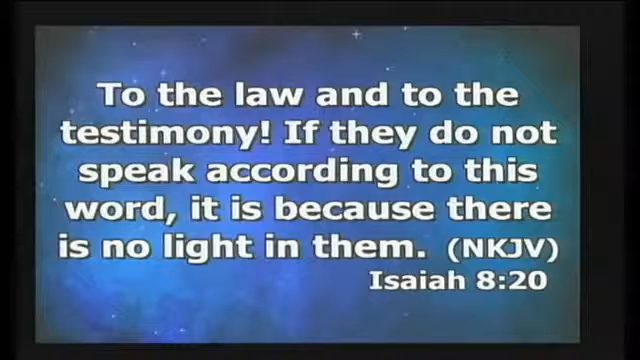 To the law and to the
testimony! If they do not
speak according to this
word, it is because there
is no light in them. (NKJV)
Isaiah 8:20